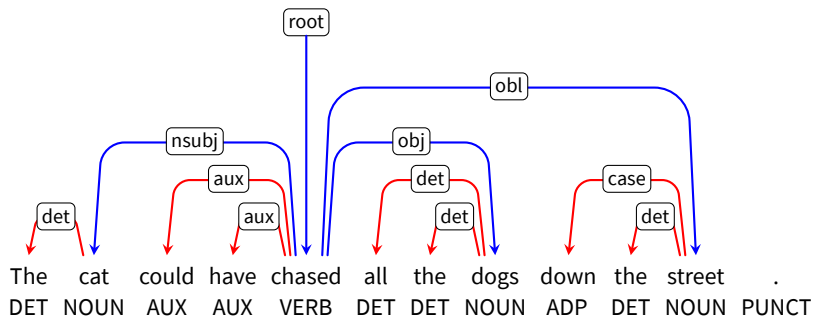 root
obl
nsubj obj
aux det case
det aux det det
The cat could have chased all the dogs down the street .
DET NOUN AUX AUX VERB DET DET NOUN ADP DET NOUN PUNCT